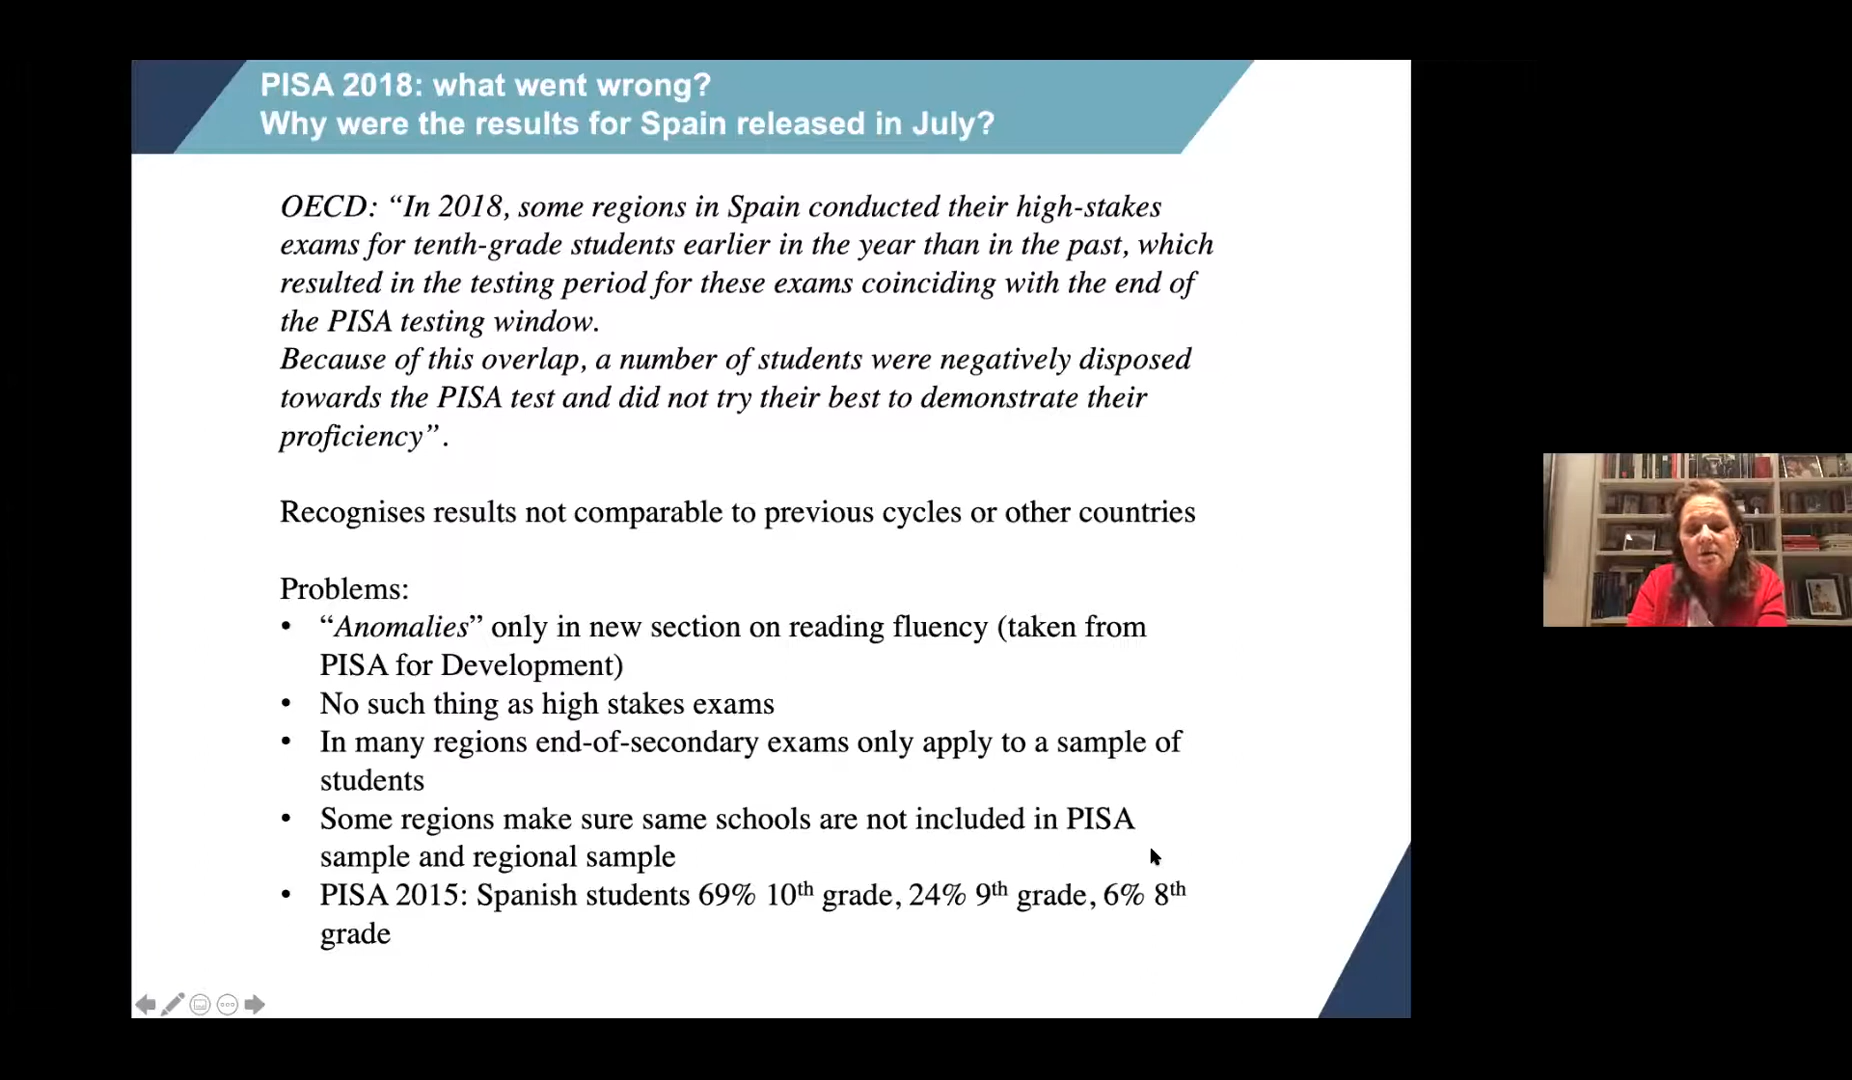 PISA 2018: what went wrong?
Why were the results for Spain released in July?
OECD: “In 2018, some regions in Spain conducted their high-stakes
exams for tenth-grade students earlier in the year than in the past, which
resulted in the testing period for these exams coinciding with the end of
the PISA testing window.
Because of this overlap, a number of students were negatively disposed
towards the PISA test and did not try their best to demonstrate their
proficiency”.
Recognises results not comparable to previous cycles or other countries
Problems:
• “Anomalies” only in new section on reading fluency (taken from
PISA for Development)
• No such thing as high stakes exams
• In many regions end-of-secondary exams only apply to a sample of
students
• Some regions make sure same schools are not included in PISA
sample and regional sample
• PISA 2015: Spanish students 69% 10th grade, 24% 9th grade, 6% 8th
grade